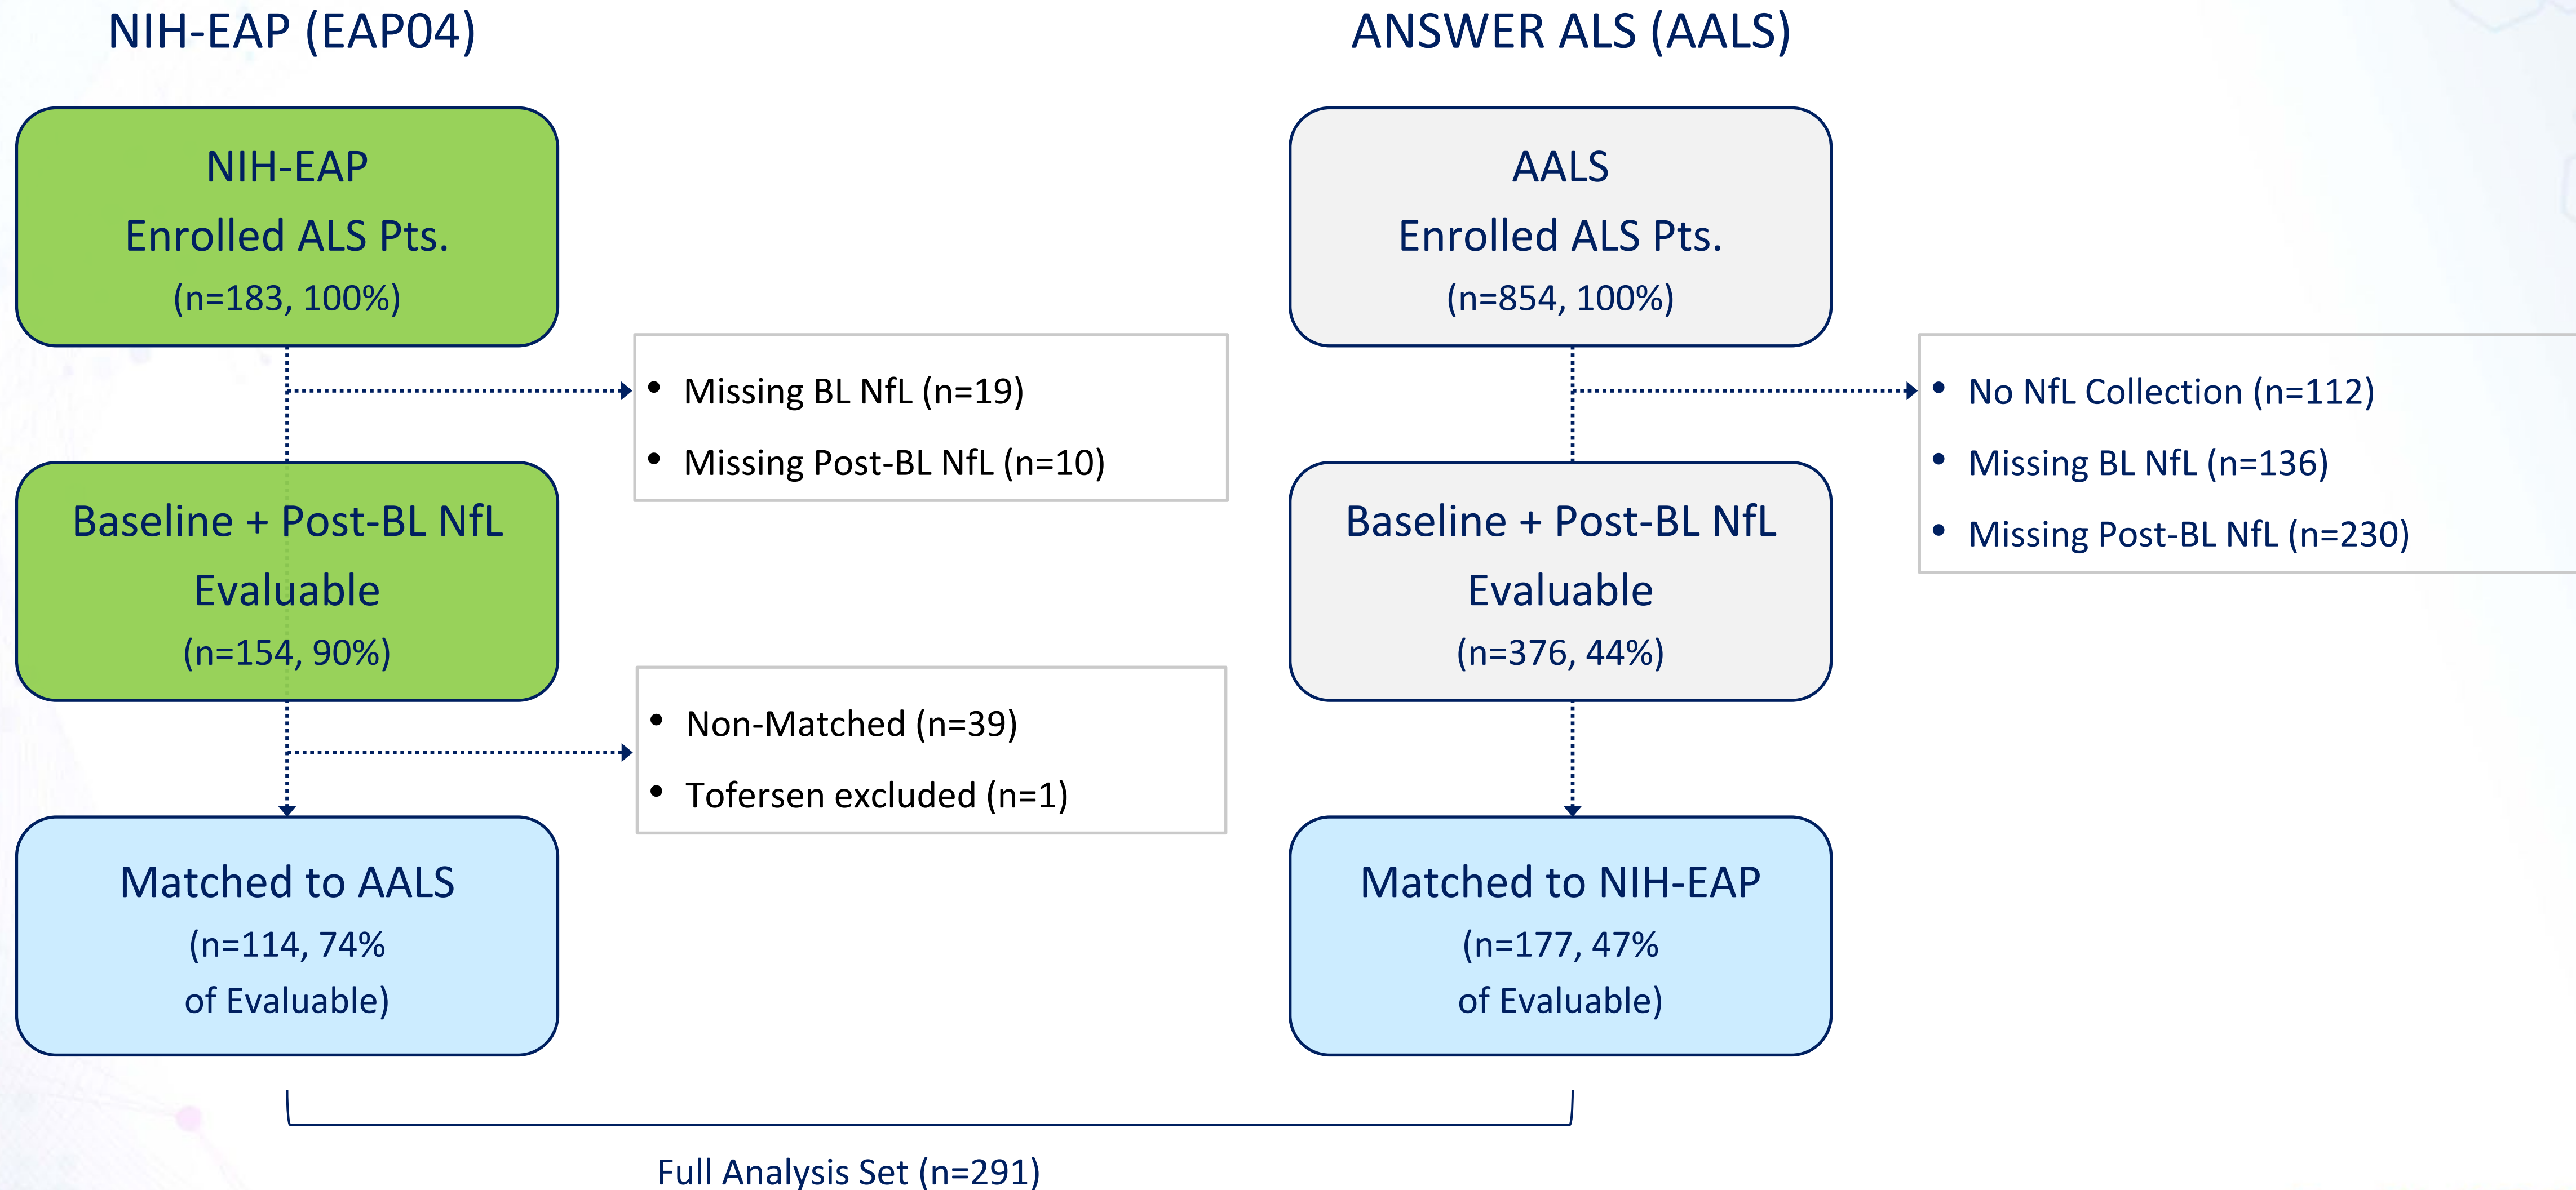 NIH-EAP (EAP04)
NIH-EAP
Enrolled ALS Pts.
(n=183, 100%)
• Missing BL NfL (n=19)
• Missing Post-BL NfL (n=10)
Baseline + Post-BL NfL
Evaluable
(n=154, 90%)
• Non-Matched (n=39)
• Tofersen excluded (n=1)
Matched to AALS
(n=114, 74%
of Evaluable)
ANSWER ALS (AALS)
AALS
Enrolled ALS Pts.
(n=854, 100%)
• No NfL Collection (n=112)
• Missing BL NfL (n=136)
• Missing Post-BL NfL (n=230)
Baseline + Post-BL NfL
Evaluable
(n=376, 44%)
Matched to NIH-EAP
(n=177, 47%
of Evaluable)
Full Analysis Set (n=291)